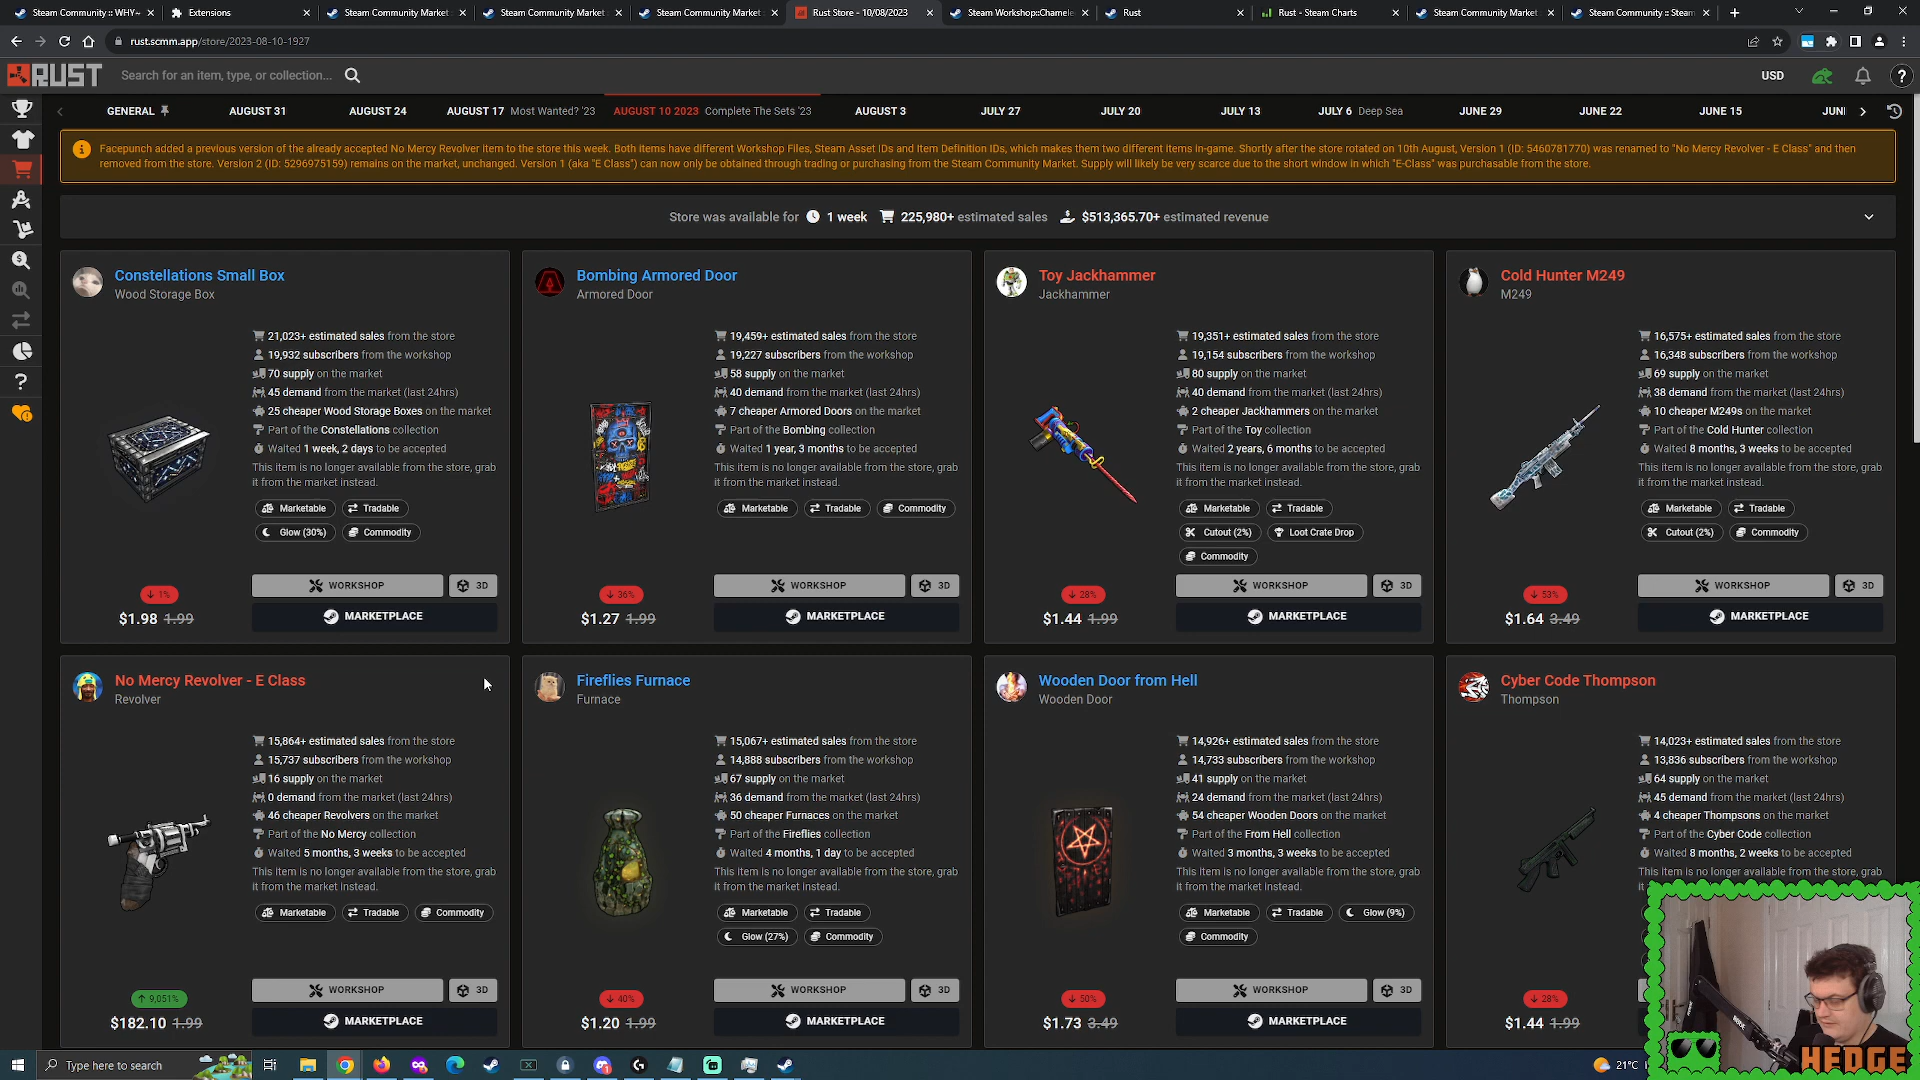 Steam Community :: WHY~
Extensions
Steam Community Market
Steam Community Market
Steam Community Market
Rust Store - 10/08/2023
Steam Workshop::Chamele
Rust
Rust - Steam Charts
Steam Community Market
Steam Community :: Steam
rust.scmm.app/store/2023-08-10-1927
RUST
Search for an item, type, or collection...
USD
GENERAL
AUGUST 31
AUGUST 24
AUGUST 17 Most Wanted? '23
AUGUST 10 2023 Complete The Sets '23
AUGUST 3
JULY 27
JULY 20
JULY 13
JULY 6 Deep Sea
JUNE 29
JUNE 22
JUNE 15
JUNI
Facepunch added a previous version of the already accepted No Mercy Revolver item to the store this week. Both items have different Workshop Files, Steam Asset IDs and Item Definition IDs, which makes them two different items in-game. Shortly after the store rotated on 10th August, Version 1 (ID: 5460781770) was renamed to "No Mercy Revolver - E Class" and then
removed from the store. Version 2 (ID: 5296975159) remains on the market, unchanged. Version 1 (aka "E Class") can now only be obtained through trading or purchasing from the Steam Community Market. Supply will likely be very scarce due to the short window in which "E-Class" was purchasable from the store.
Store was available for 1 week 225,980+ estimated sales $513,365.70+ estimated revenue
Constellations Small Box
Wood Storage Box
21,023+ estimated sales from the store
19,932 subscribers from the workshop
70 supply on the market
45 demand from the market (last 24hrs)
25 cheaper Wood Storage Boxes on the market
Part of the Constellations collection
Waited 1 week, 2 days to be accepted
This item is no longer available from the store, grab
it from the market instead.
Marketable
Tradable
Glow (30%)
Commodity
1%
$1.98 1.99
WORKSHOP
3D
MARKETPLACE
Bombing Armored Door
Armored Door
19,459+ estimated sales from the store
19,227 subscribers from the workshop
58 supply on the market
40 demand from the market (last 24hrs)
7 cheaper Armored Doors on the market
Part of the Bombing collection
Waited 1 year, 3 months to be accepted
This item is no longer available from the store, grab
it from the market instead.
Marketable
Tradable
Commodity
36%
$1.27 1.99
WORKSHOP
3D
MARKETPLACE
Toy Jackhammer
Jackhammer
19,351+ estimated sales from the store
19,154 subscribers from the workshop
80 supply on the market
40 demand from the market (last 24hrs)
2 cheaper Jackhammers on the market
Part of the Toy collection
Waited 2 years, 6 months to be accepted
This item is no longer available from the store, grab
it from the market instead.
Marketable
Tradable
Cutout (2%)
Loot Crate Drop
Commodity
28%
$1.44 1.99
WORKSHOP
3D
MARKETPLACE
Cold Hunter M249
M249
16,575+ estimated sales from the store
16,348 subscribers from the workshop
69 supply on the market
38 demand from the market (last 24hrs)
10 cheaper M249s on the market
Part of the Cold Hunter collection
Waited 8 months, 3 weeks to be accepted
This item is no longer available from the store, grab
it from the market instead.
Marketable
Tradable
Cutout (2%)
Commodity
53%
$1.64 3.49
WORKSHOP
3D
MARKETPLACE
No Mercy Revolver - E Class
Revolver
15,864+ estimated sales from the store
15,737 subscribers from the workshop
16 supply on the market
0 demand from the market (last 24hrs)
46 cheaper Revolvers on the market
Part of the No Mercy collection
Waited 5 months, 3 weeks to be accepted
This item is no longer available from the store, grab
it from the market instead.
Marketable
Tradable
Commodity
9,051%
$182.10 1.99
WORKSHOP
3D
MARKETPLACE
Fireflies Furnace
Furnace
15,067+ estimated sales from the store
14,888 subscribers from the workshop
67 supply on the market
36 demand from the market (last 24hrs)
50 cheaper Furnaces on the market
Part of the Fireflies collection
Waited 4 months, 1 day to be accepted
This item is no longer available from the store, grab
it from the market instead.
Marketable
Tradable
Glow (27%)
Commodity
40%
$1.20 1.99
WORKSHOP
3D
MARKETPLACE
Wooden Door from Hell
Wooden Door
14,926+ estimated sales from the store
14,733 subscribers from the workshop
41 supply on the market
24 demand from the market (last 24hrs)
54 cheaper Wooden Doors on the market
Part of the From Hell collection
Waited 3 months, 3 weeks to be accepted
This item is no longer available from the store, grab
it from the market instead.
Marketable
Tradable
Glow (9%)
Commodity
50%
$1.73 3.49
WORKSHOP
3D
MARKETPLACE
Cyber Code Thompson
Thompson
14,023+ estimated sales from the store
13,836 subscribers from the workshop
64 supply on the market
45 demand from the market (last 24hrs)
4 cheaper Thompsons on the market
Part of the Cyber Code collection
Waited 8 months, 2 weeks to be accepted
This item is no longer available from the store, grab
28%
$1.44 1.99
HEDGE
Type here to search
21°C